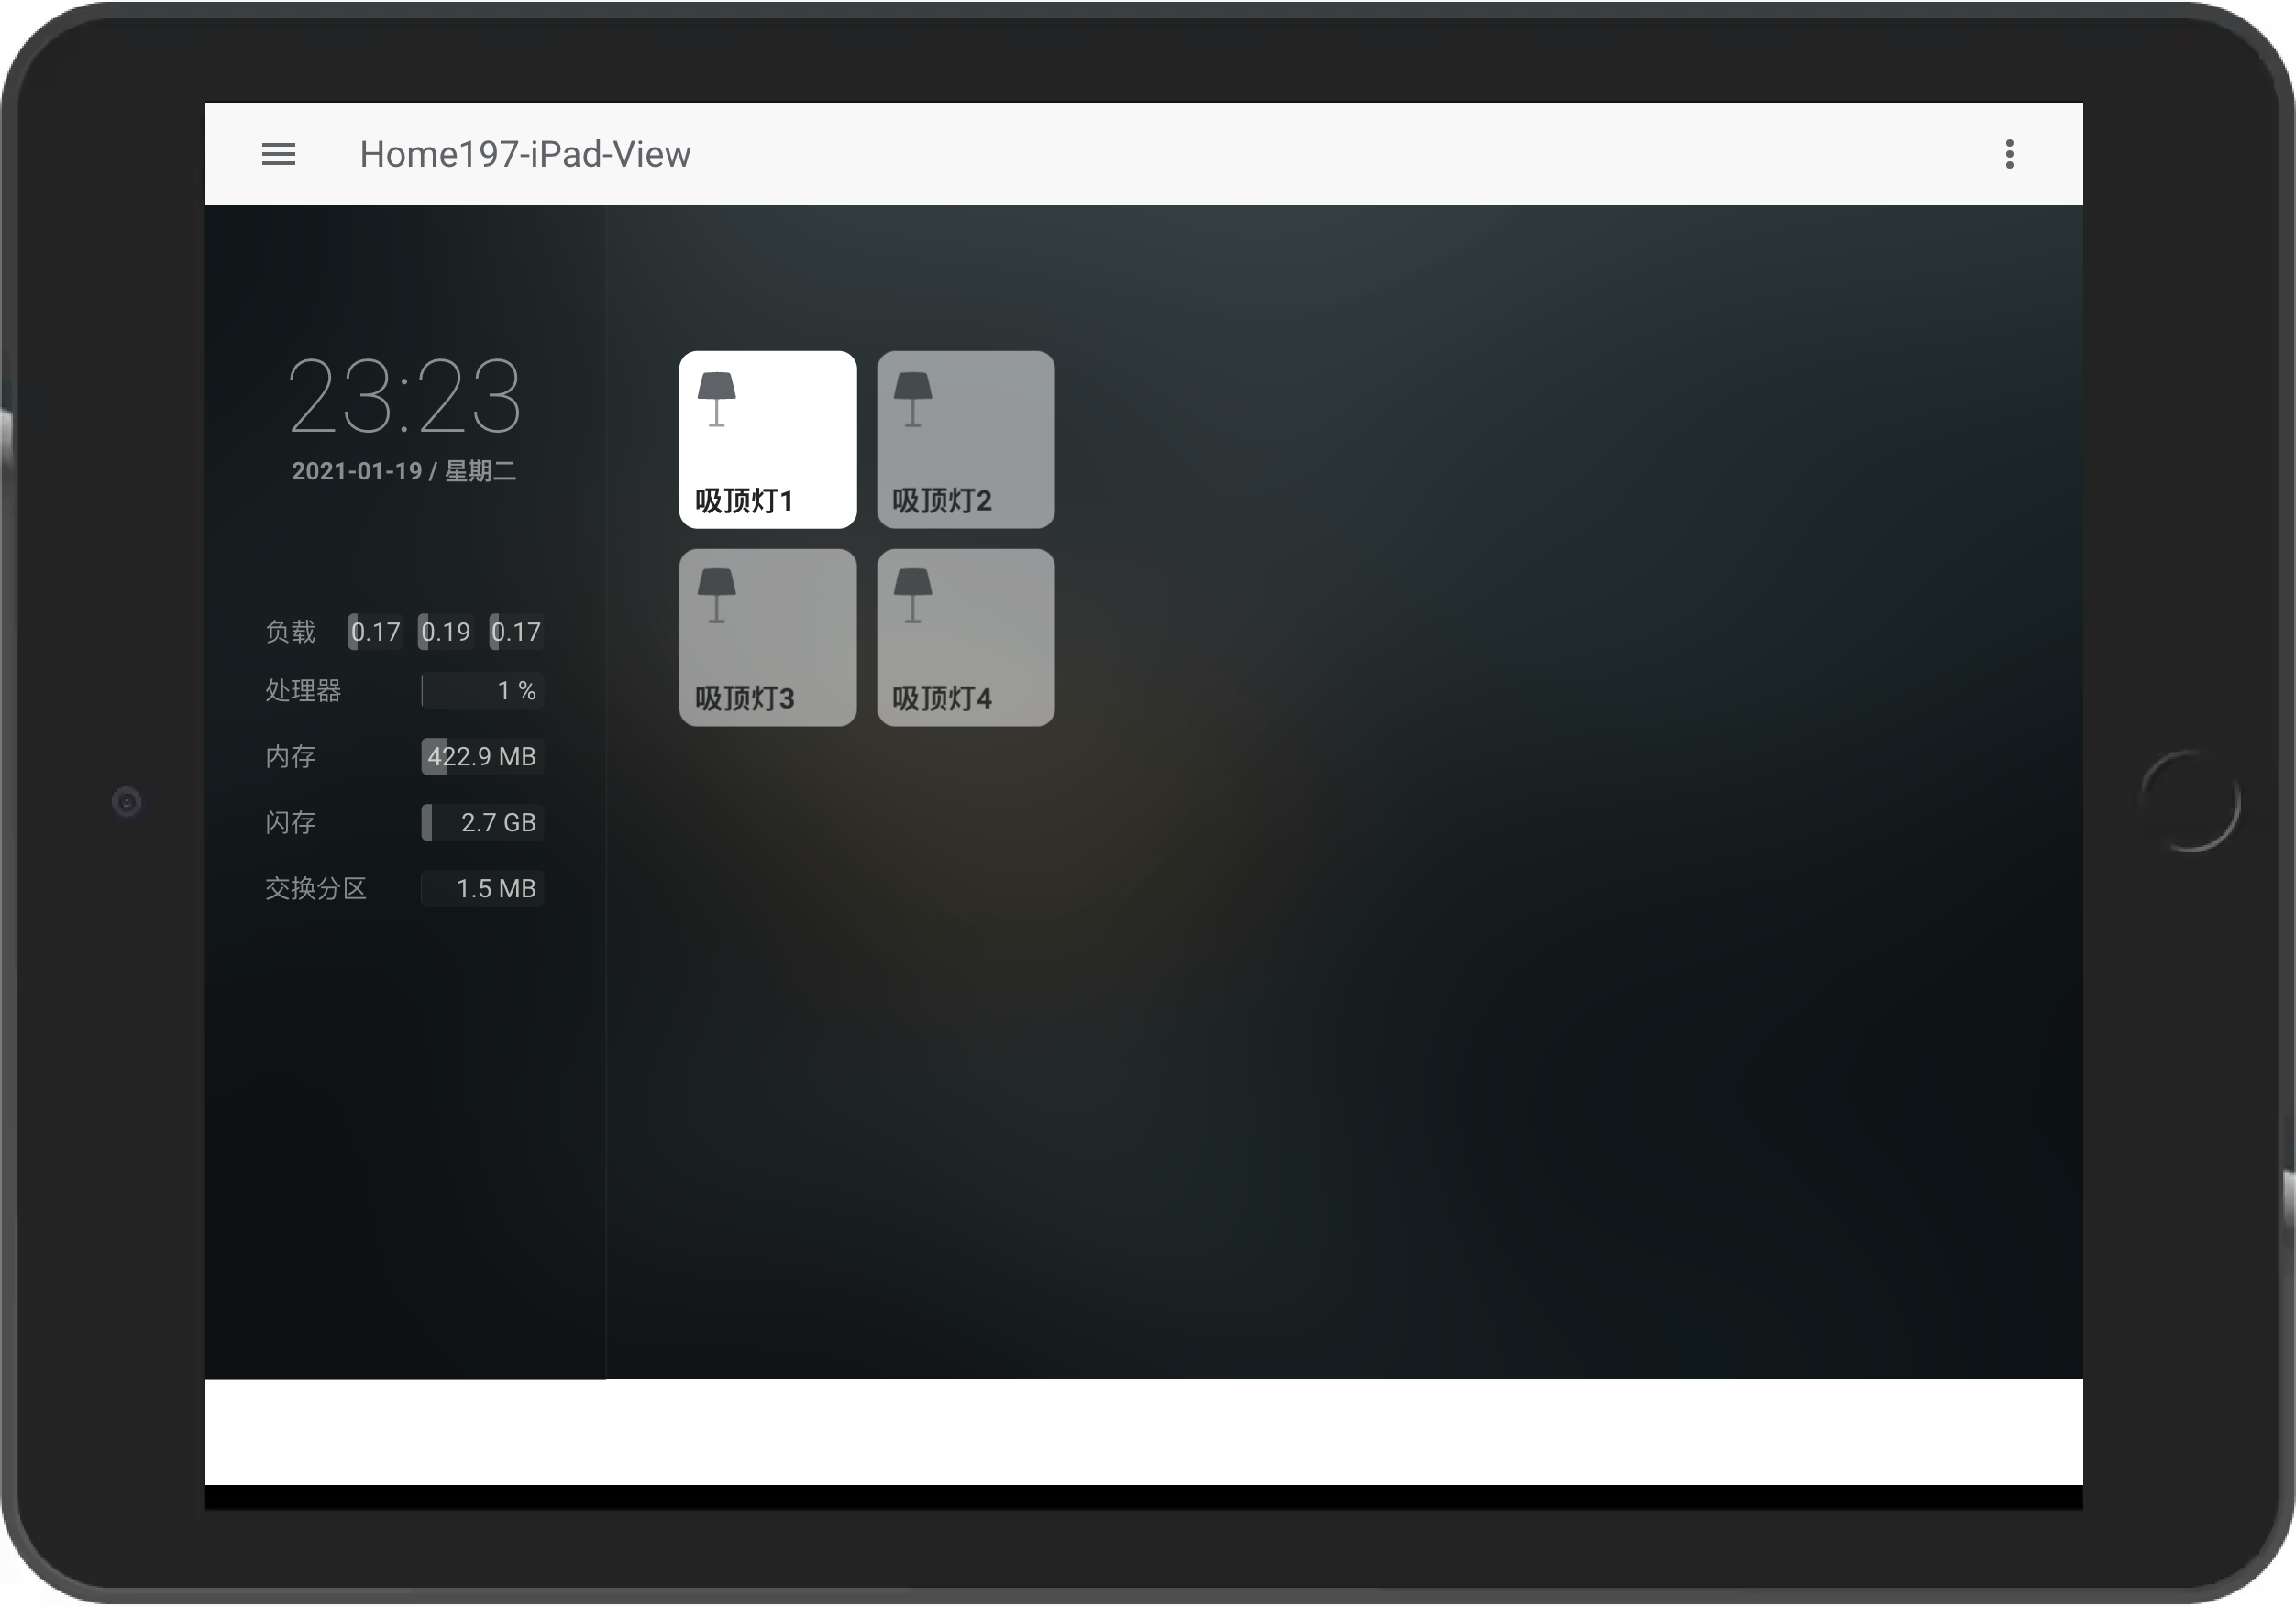 Home197-iPad-View
23:23
2021-01-19 / 星期二
吸顶灯1 吸顶灯2
吸顶灯3 吸顶灯4
负载 0.17 0.19 0.17
处理器 1 %
内存 422.9 MB
闪存 2.7 GB
交换分区 1.5 MB